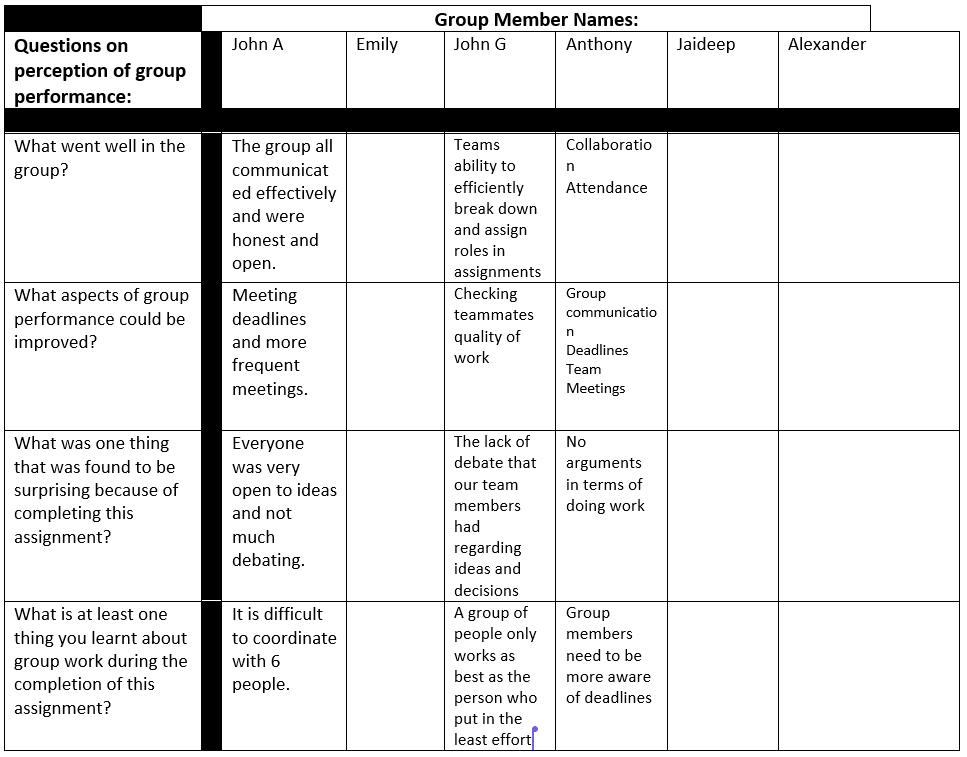 Group Member Names:
Questions on
perception of group
performance:
John A
Emily
John G
Anthony
Jaideep
Alexander
What went well in the
group?
The group all
communicat
ed effectively
and were
honest and
open.
Teams
ability to
efficiently
break down
and assign
roles in
assignments
Collaboratio
n
Attendance
What aspects of group
performance could be
improved?
Meeting
deadlines
and more
frequent
meetings.
Checking
teammates
quality of
work
Group
communicatio
n
Deadlines
Team
Meetings
What was one thing
that was found to be
surprising because of
completing this
assignment?
Everyone
was very
open to ideas
and not
much
debating.
The lack of
debate that
our team
members
had
regarding
ideas and
decisions
No
arguments
in terms of
doing work
What is at least one
thing you learnt about
group work during the
completion of this
assignment?
It is difficult
to coordinate
with 6
people.
A group of
people only
works as
best as the
person who
put in the
least effort
Group
members
need to be
more aware
of deadlines